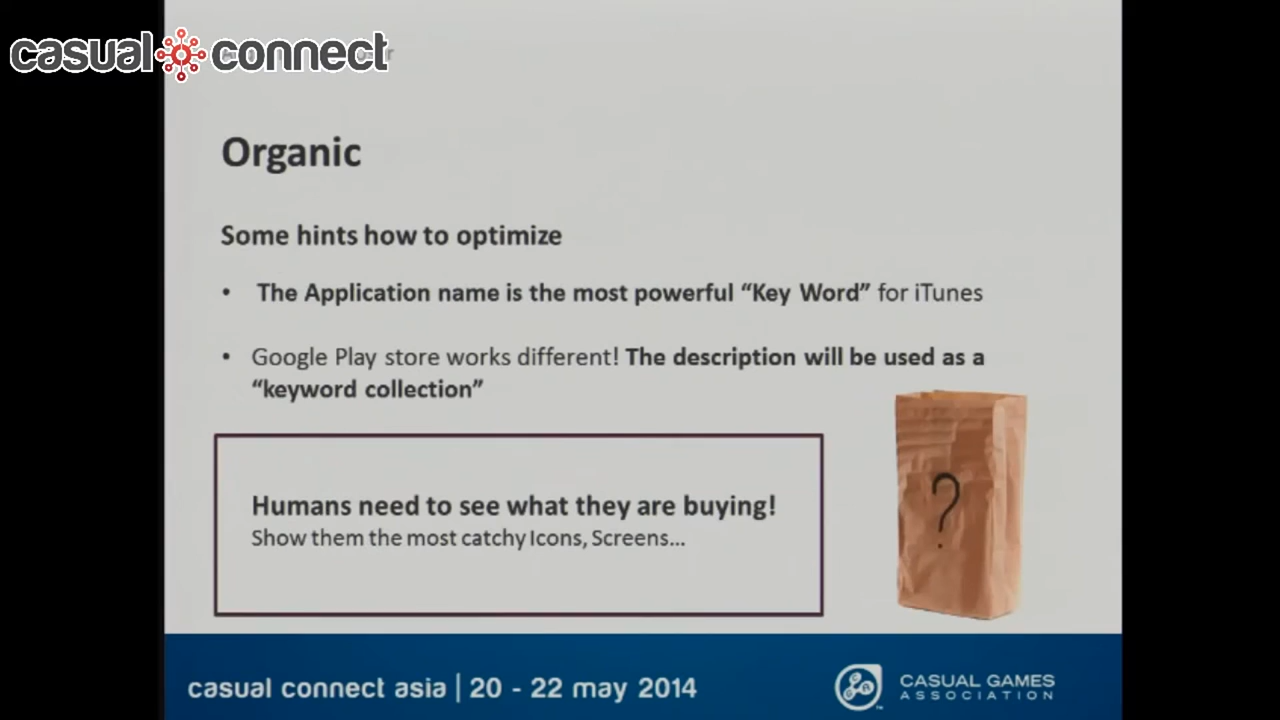 casual connect
Organic
Some hints how to optimize
• The Application name is the most powerful “Key Word” for iTunes
• Google Play store works different! The description will be used as a
“keyword collection”
?
Humans need to see what they are buying!
Show them the most catchy Icons, Screens...
casual connect asia | 20 - 22 may 2014
CASUAL GAMES
ASSOCIATION
TM